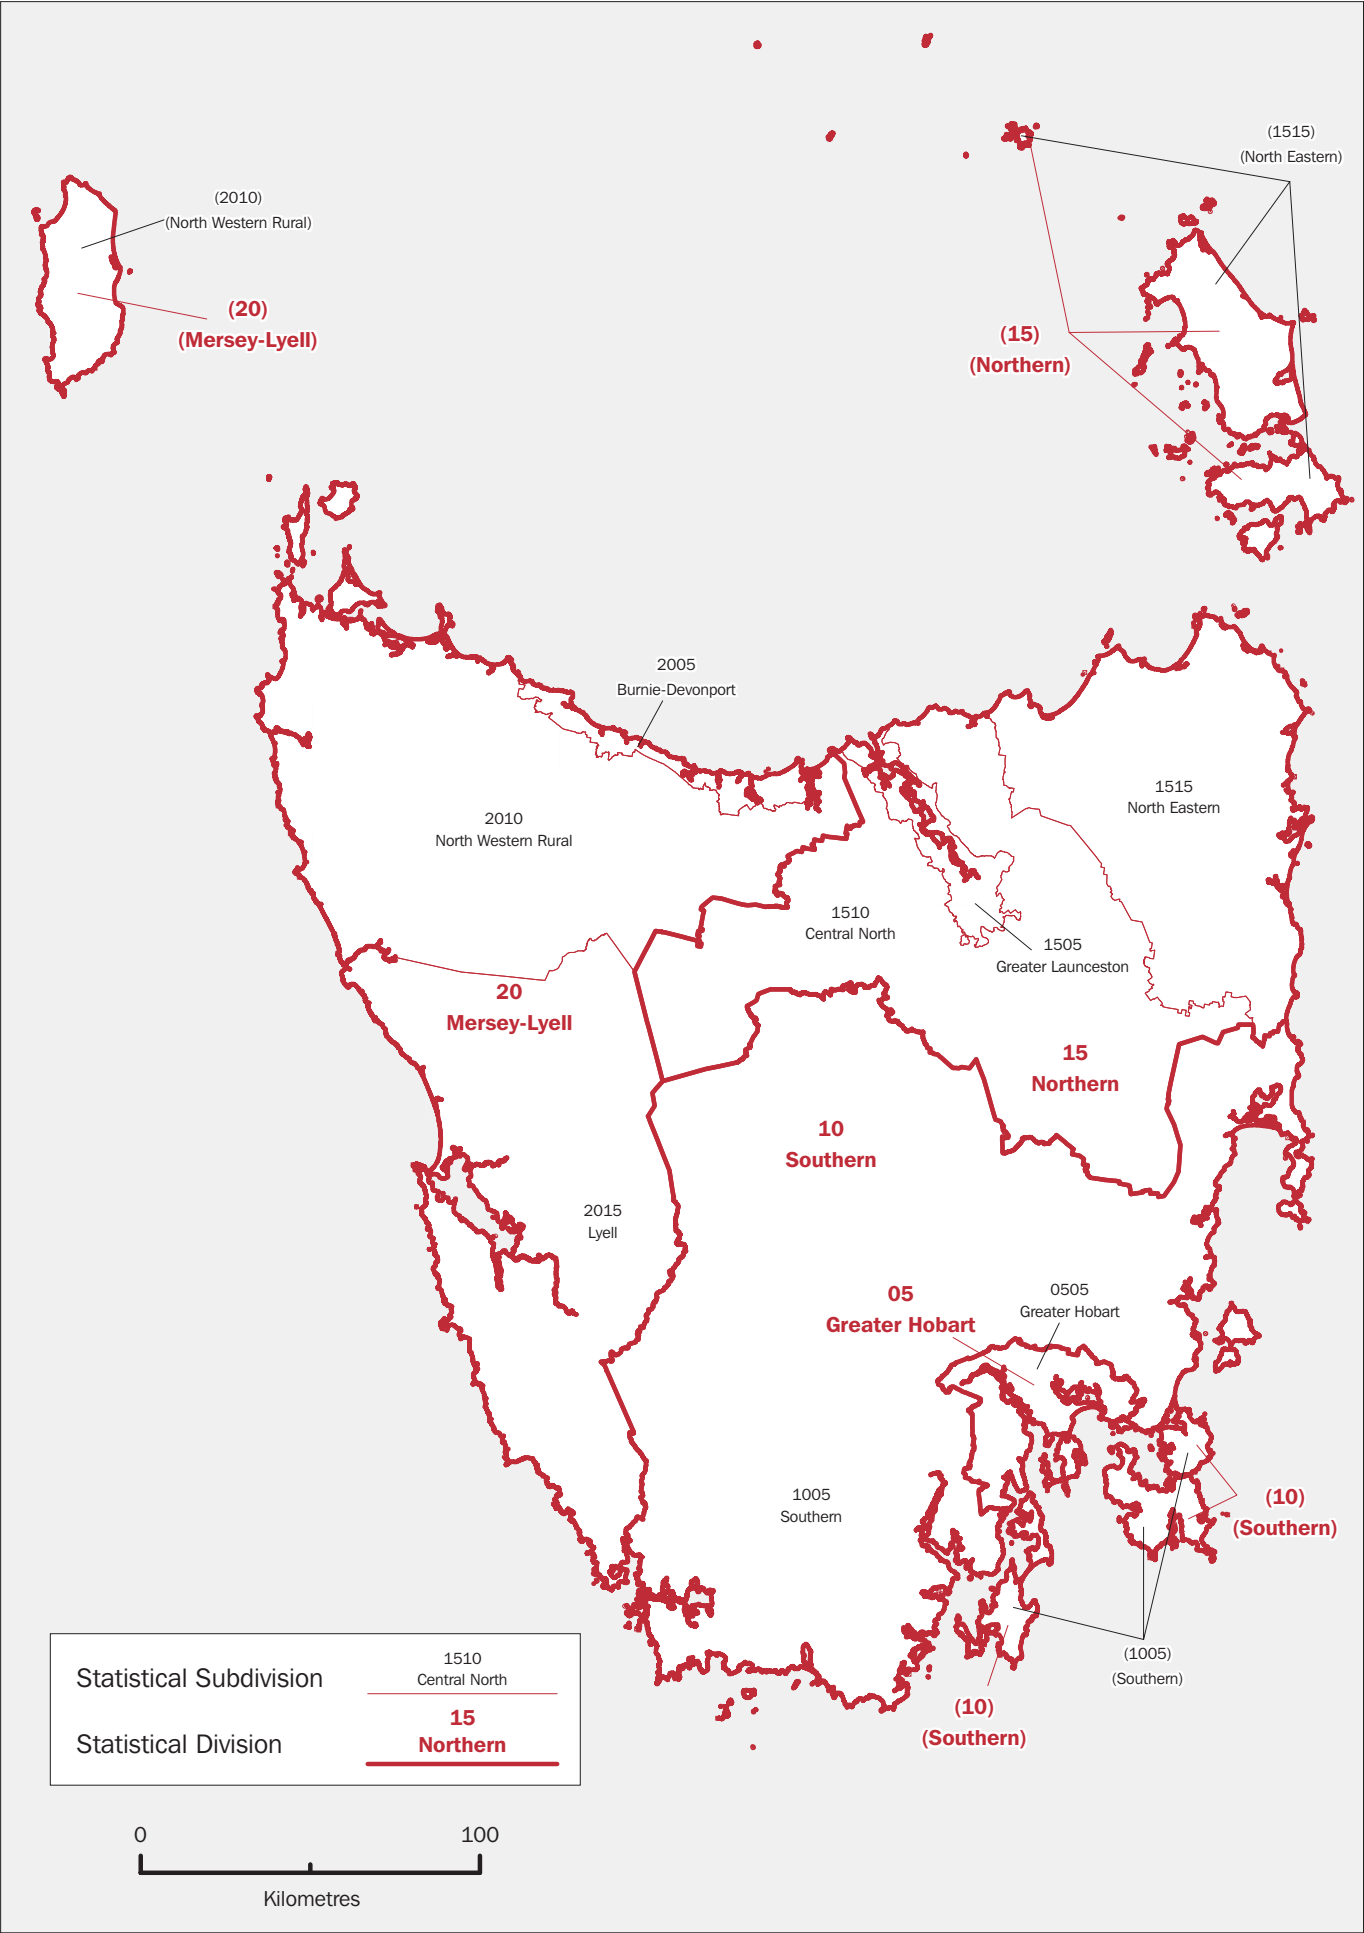 (1515)
(North Eastern)
(2010)
(North Western Rural)
(20)
(Mersey-Lyell)
(15)
(Northern)
2005
Burnie-Devonport
1515
North Eastern
2010
North Western Rural
1510
Central North
1505
Greater Launceston
20
Mersey-Lyell
15
Northern
10
Southern
2015
Lyell
05
Greater Hobart
0505
Greater Hobart
1005
Southern
(10)
(Southern)
(1005)
(Southern)
(10)
(Southern)
Statistical Subdivision
1510
Central North
Statistical Division
15
Northern
0
100
Kilometres